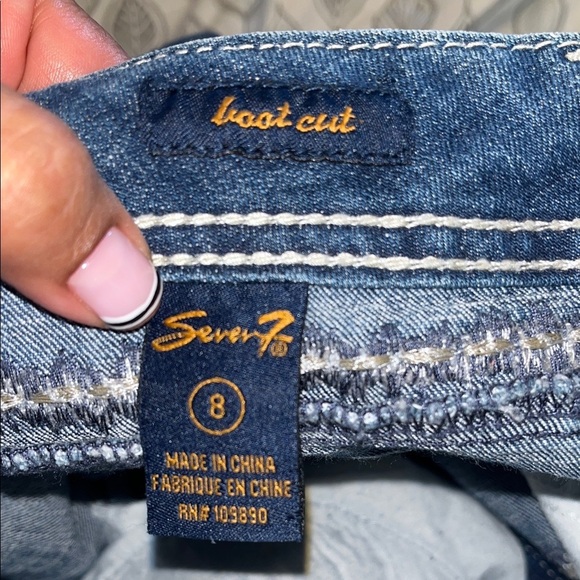 boot cut
Seven7®
8
MADE IN CHINA
FABRIQUE EN CHINE
RN# 109890